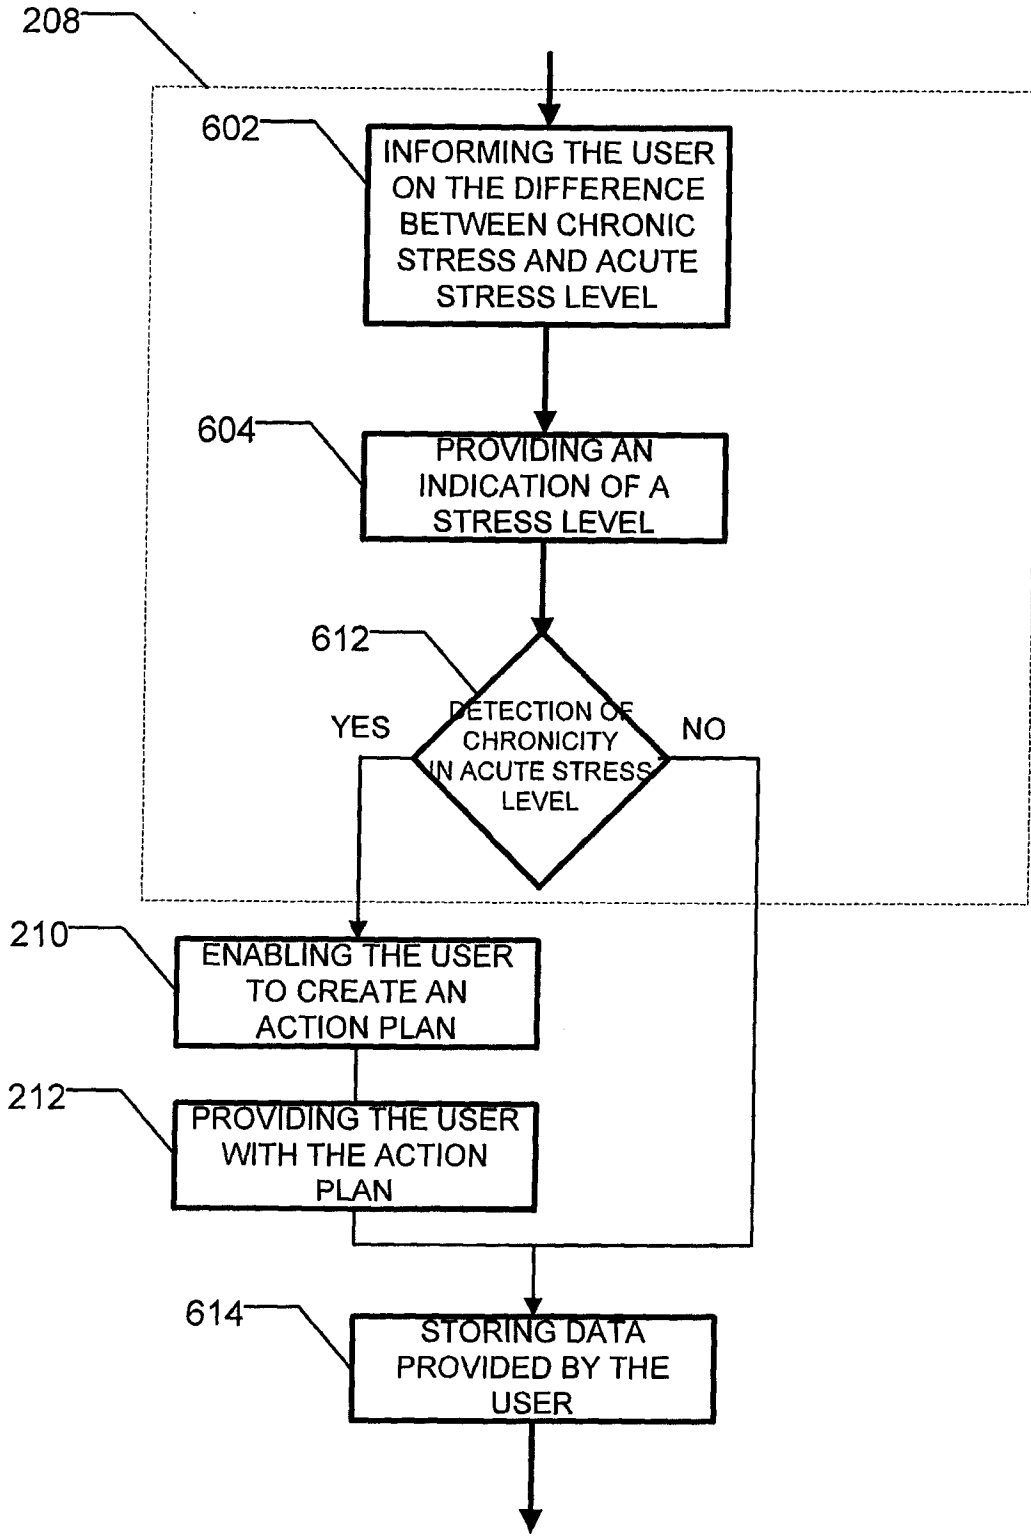 208
602
INFORMING THE USER
ON THE DIFFERENCE
BETWEEN CHRONIC
STRESS AND ACUTE
STRESS LEVEL
604
PROVIDING AN
INDICATION OF A
STRESS LEVEL
612
DETECTION OF
CHRONICITY
IN ACUTE STRESS
LEVEL
YES
NO
210
ENABLING THE USER
TO CREATE AN
ACTION PLAN
212
PROVIDING THE USER
WITH THE ACTION
PLAN
614
STORING DATA
PROVIDED BY THE
USER